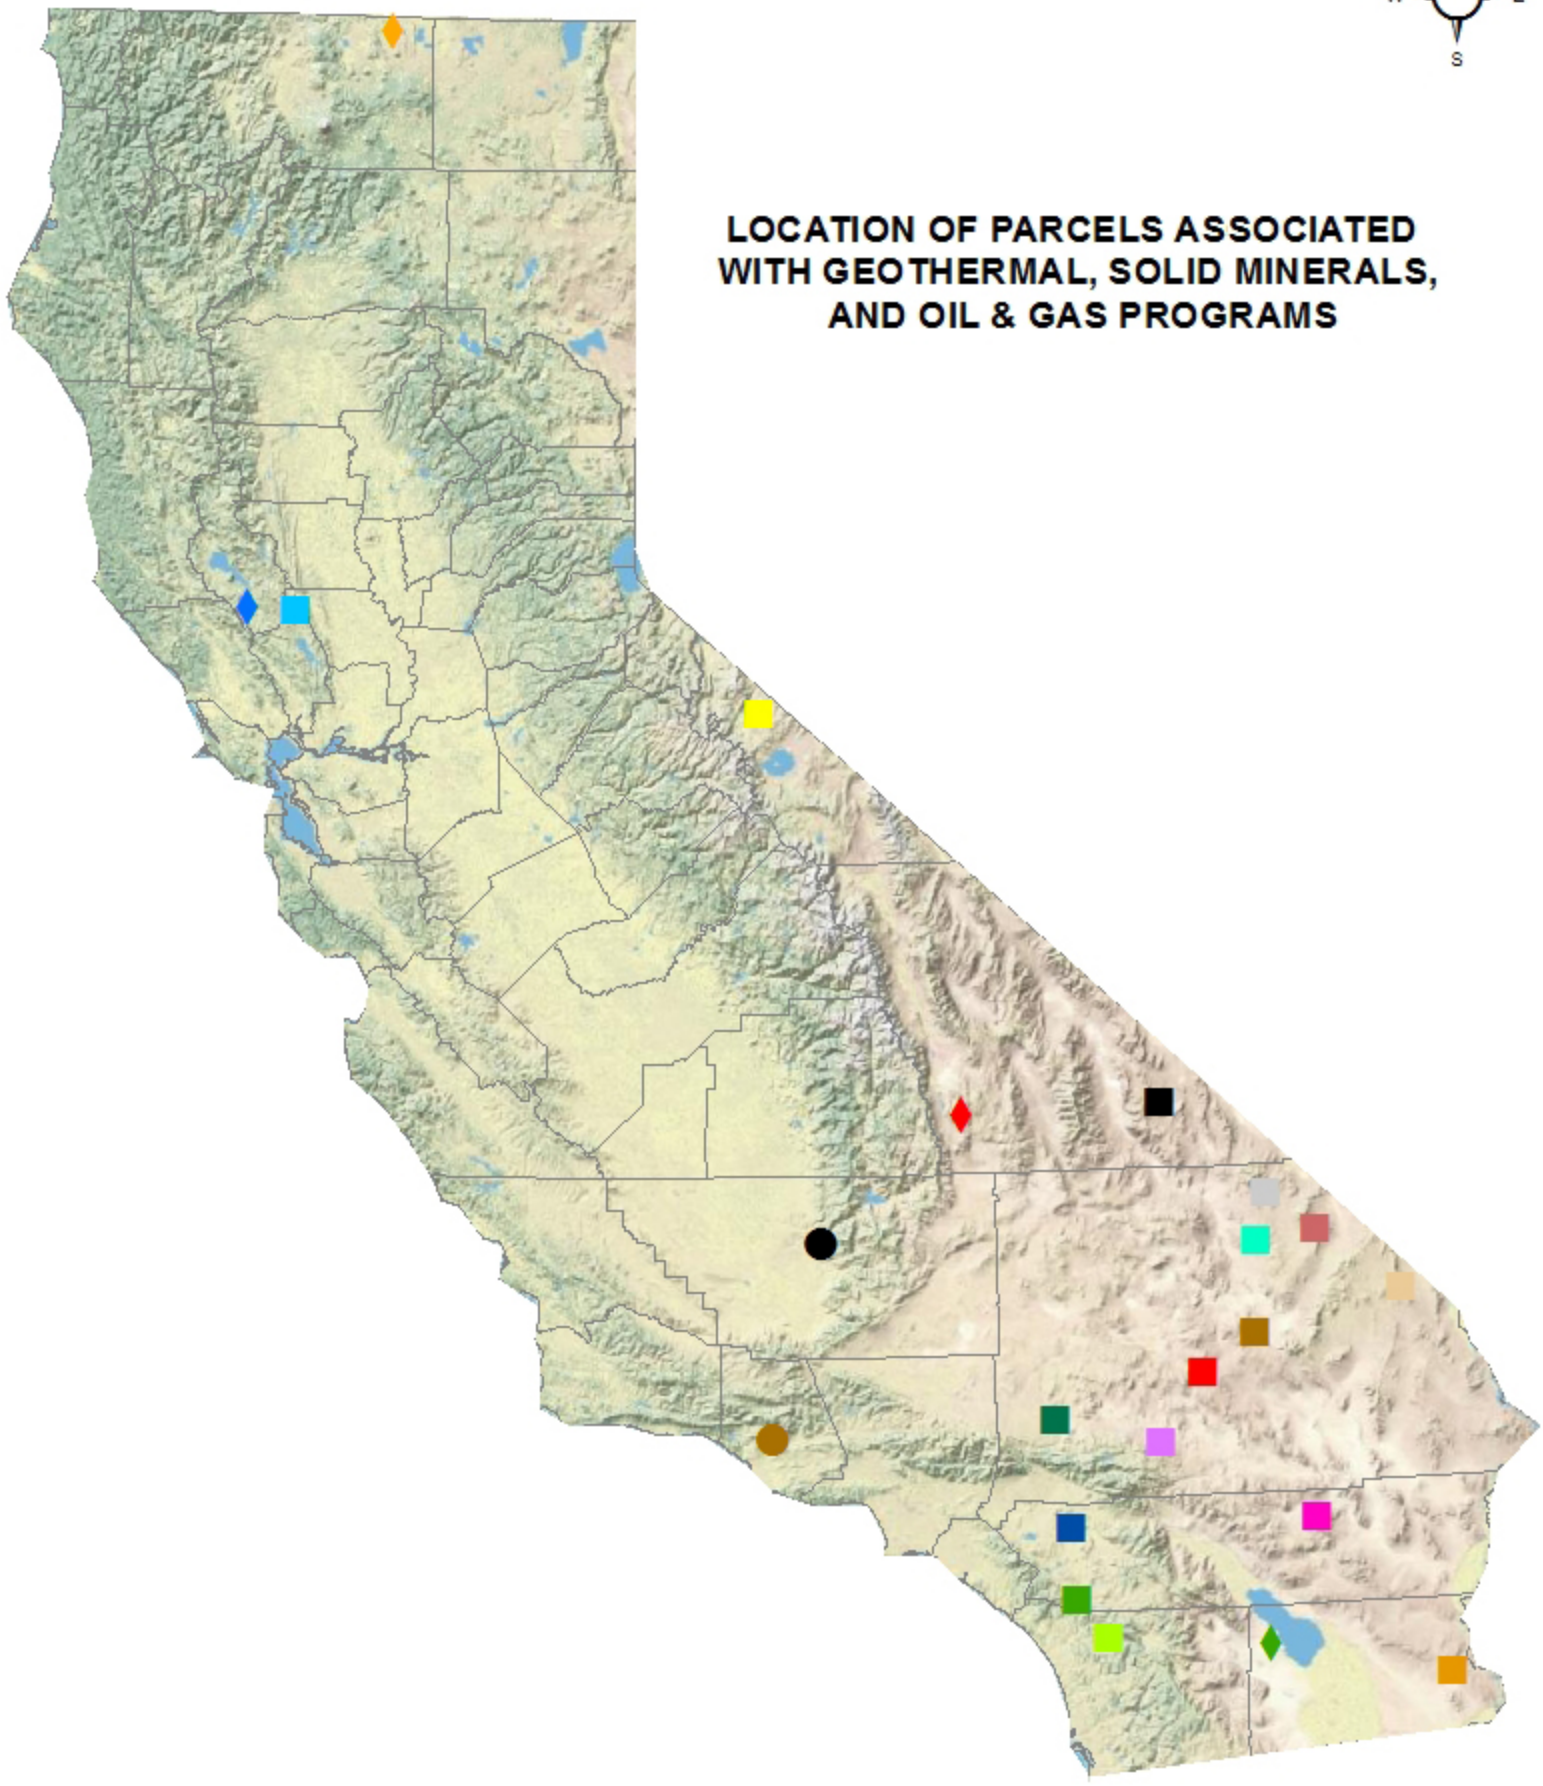 S
LOCATION OF PARCELS ASSOCIATED
WITH GEOTHERMAL, SOLID MINERALS,
AND OIL & GAS PROGRAMS